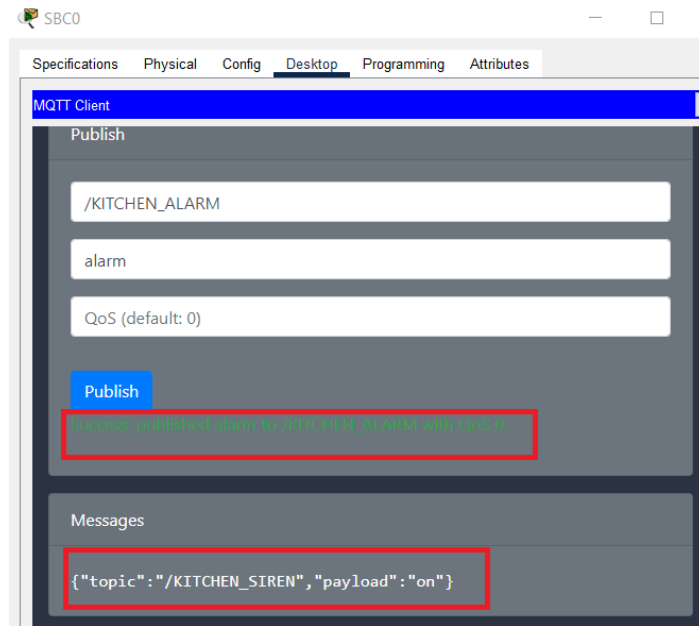 SBC0
Specifications Physical Config Desktop Programming Attributes
MQTT Client
Publish
/KITCHEN_ALARM
alarm
QoS (default: 0)
Publish
Success: published alarm to /KITCHEN_ALARM with QoS 0.
Messages
{"topic":"/KITCHEN_SIREN","payload":"on"}